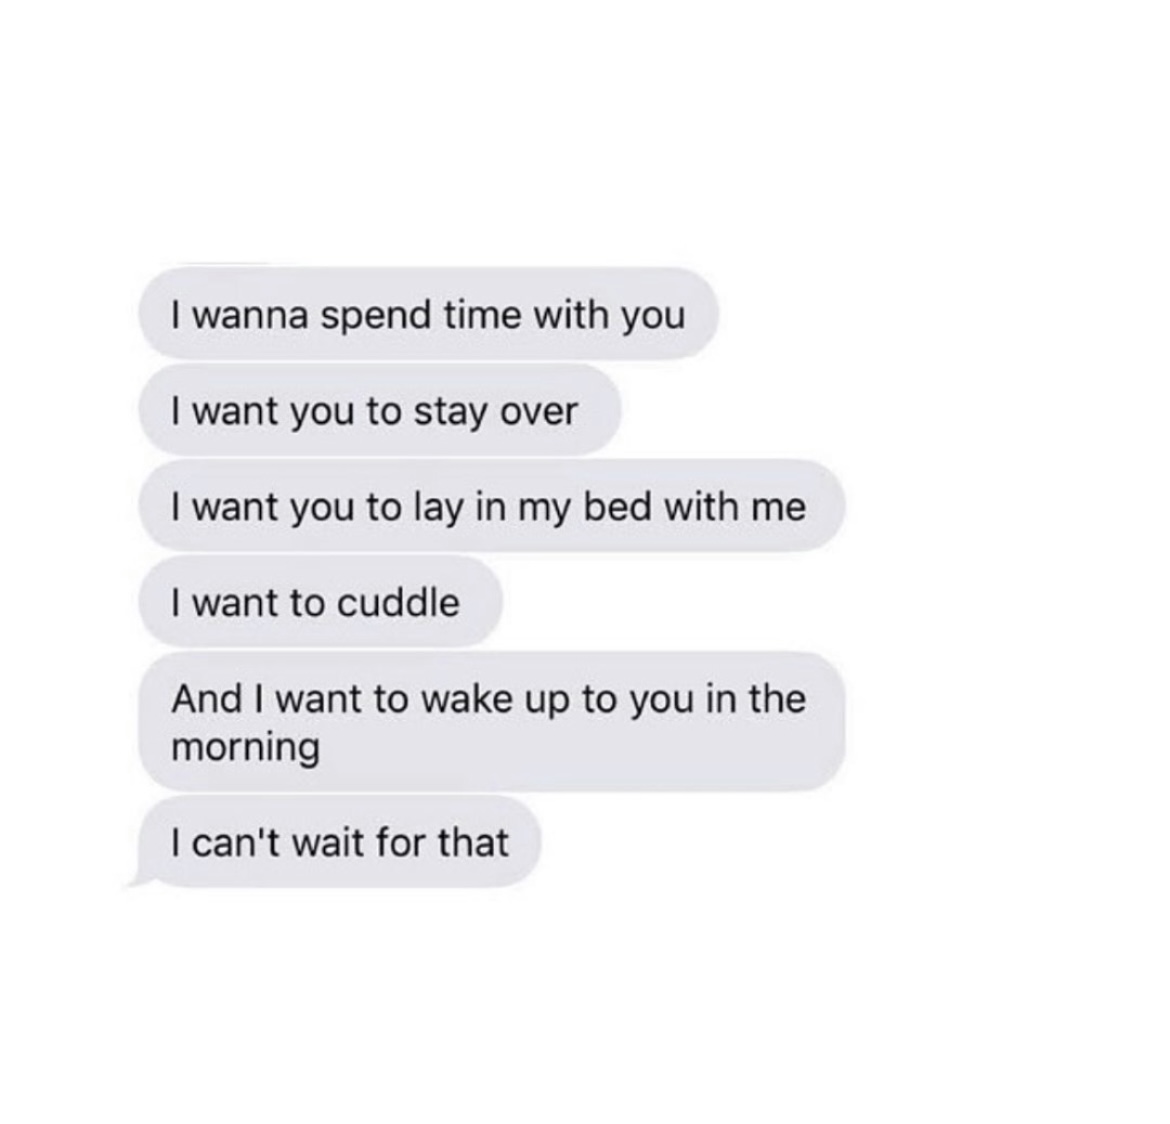 I wanna spend time with you
I want you to stay over
I want you to lay in my bed with me
I want to cuddle
And I want to wake up to you in the
morning
I can't wait for that